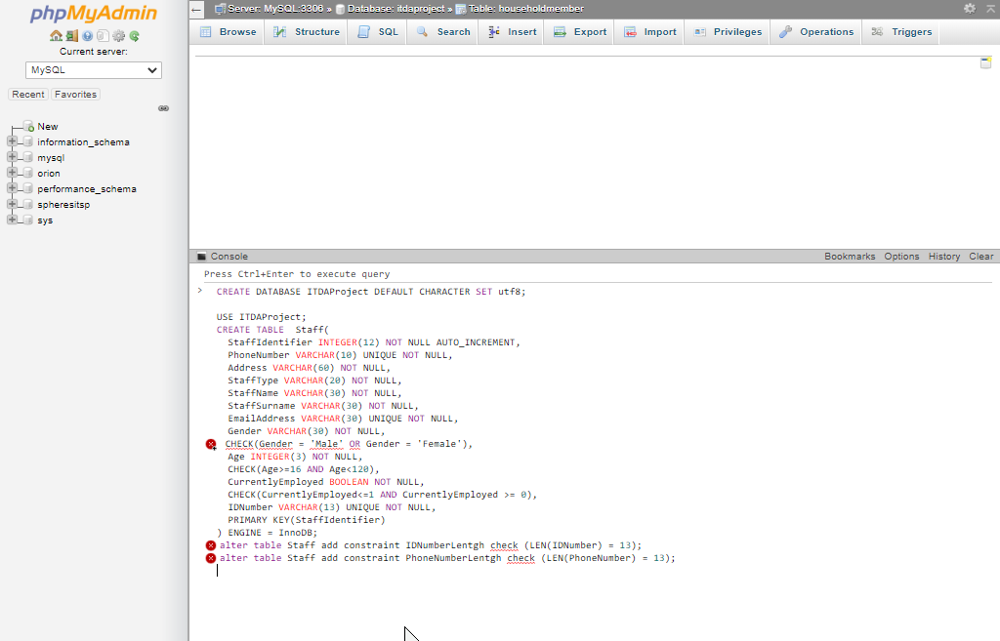 phpMyAdmin
Current server:
MySQL
Recent Favorites
New
information_schema
mysql
orion
performance_schema
spheresitsp
sys
Server: MySQL:3306 » Database: itdaproject » Table: householdmember
Browse Structure SQL Search Insert Export Import Privileges Operations Triggers
Console Bookmarks Options History Clear
Press Ctrl+Enter to execute query
> CREATE DATABASE ITDAProject DEFAULT CHARACTER SET utf8;
USE ITDAProject;
CREATE TABLE  Staff(
StaffIdentifier INTEGER(12) NOT NULL AUTO_INCREMENT,
PhoneNumber VARCHAR(10) UNIQUE NOT NULL,
Address VARCHAR(60) NOT NULL,
StaffType VARCHAR(20) NOT NULL,
StaffName VARCHAR(30) NOT NULL,
StaffSurname VARCHAR(30) NOT NULL,
EmailAddress VARCHAR(30) UNIQUE NOT NULL,
Gender VARCHAR(30) NOT NULL,
CHECK(Gender = 'Male' OR Gender = 'Female'),
Age INTEGER(3) NOT NULL,
CHECK(Age>=16 AND Age<120),
CurrentlyEmployed BOOLEAN NOT NULL,
CHECK(CurrentlyEmployed<=1 AND CurrentlyEmployed >= 0),
IDNumber VARCHAR(13) UNIQUE NOT NULL,
PRIMARY KEY(StaffIdentifier)
) ENGINE = InnoDB;
alter table Staff add constraint IDNumberLentgh check (LEN(IDNumber) = 13);
alter table Staff add constraint PhoneNumberLentgh check (LEN(PhoneNumber) = 13);